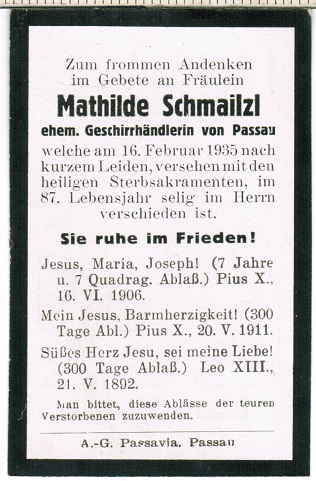 Zum frommen Andenken
im Gebete an Fräulein
Mathilde Schmailzl
ehem. Geschirrhändlerin von Passau
welche am 16. Februar 1935 nach
kurzem Leiden, versehen mit den
heiligen Sterbsakramenten, im
87. Lebensjahr selig im Herrn
verschieden ist.
Sie ruhe im Frieden!
Jesus, Maria, Joseph! (7 Jahre
u. 7 Quadrag. Ablaß.) Pius X.,
16. VI. 1906.
Mein Jesus, Barmherzigkeit! (300
Tage Abl.) Pius X., 20. V. 1911.
Süßes Herz Jesu, sei meine Liebe!
(300 Tage Ablaß.) Leo XIII.,
21. V. 1892.
Man bittet, diese Ablässe der teuren
Verstorbenen zuzuwenden.
A.-G. Passavia, Passau